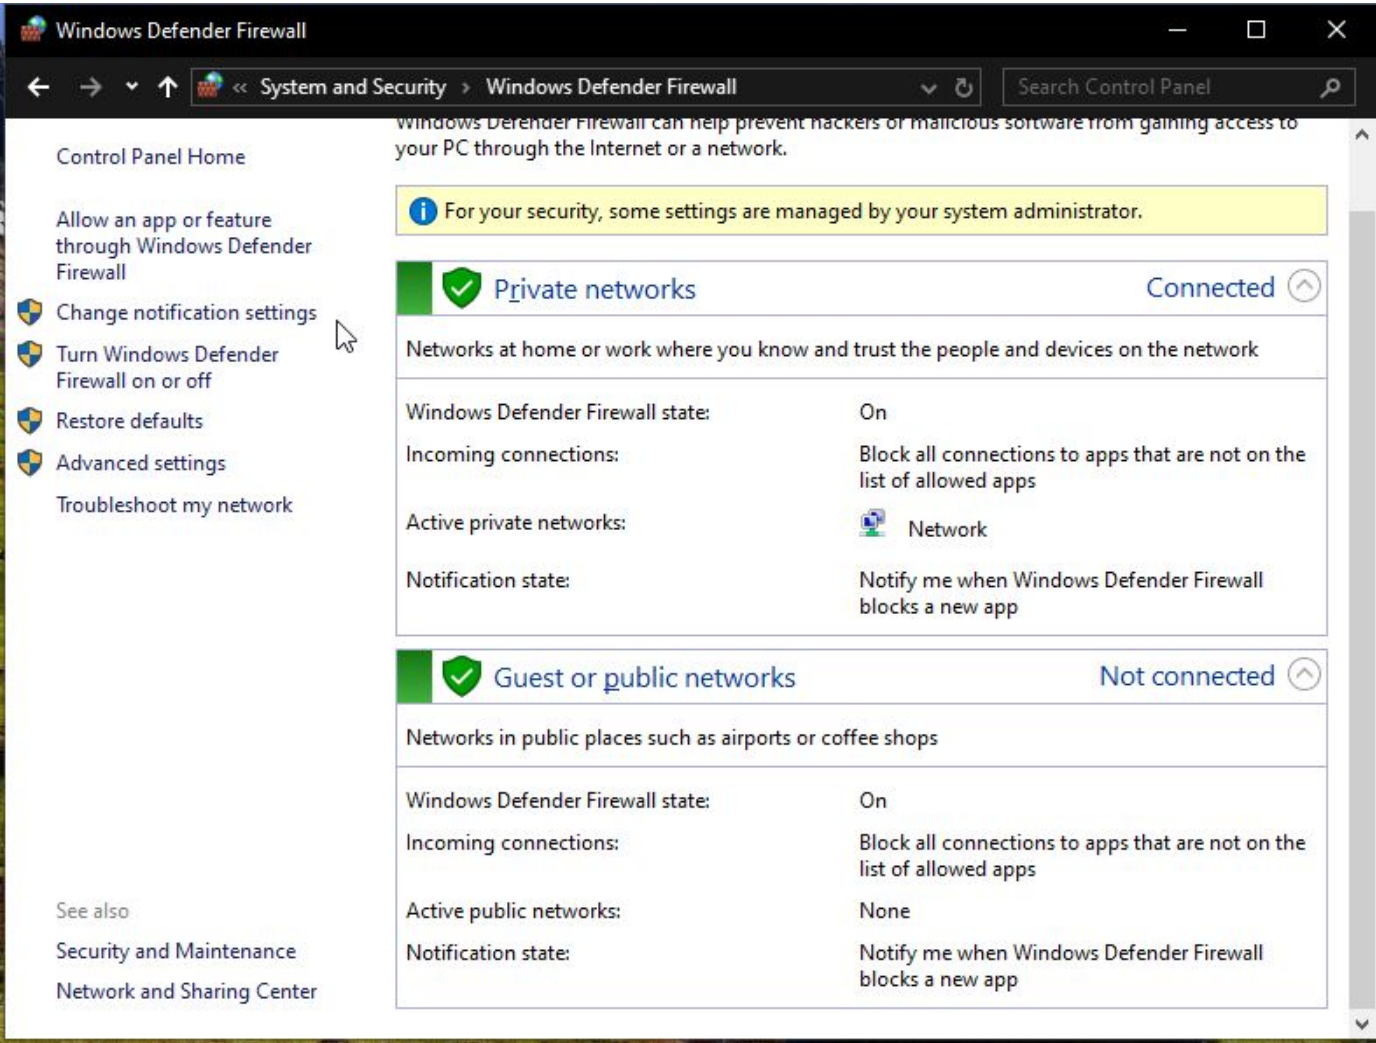 Windows Defender Firewall
« System and Security › Windows Defender Firewall
Search Control Panel
Windows Defender Firewall can help prevent hackers or malicious software from gaining access to
your PC through the Internet or a network.
Control Panel Home
Allow an app or feature
through Windows Defender
Firewall
Change notification settings
Turn Windows Defender
Firewall on or off
Restore defaults
Advanced settings
Troubleshoot my network
For your security, some settings are managed by your system administrator.
Private networks
Connected
Networks at home or work where you know and trust the people and devices on the network
Windows Defender Firewall state: On
Incoming connections: Block all connections to apps that are not on the
list of allowed apps
Active private networks: Network
Notification state: Notify me when Windows Defender Firewall
blocks a new app
Guest or public networks
Not connected
Networks in public places such as airports or coffee shops
Windows Defender Firewall state: On
Incoming connections: Block all connections to apps that are not on the
list of allowed apps
Active public networks: None
Notification state: Notify me when Windows Defender Firewall
blocks a new app
See also
Security and Maintenance
Network and Sharing Center